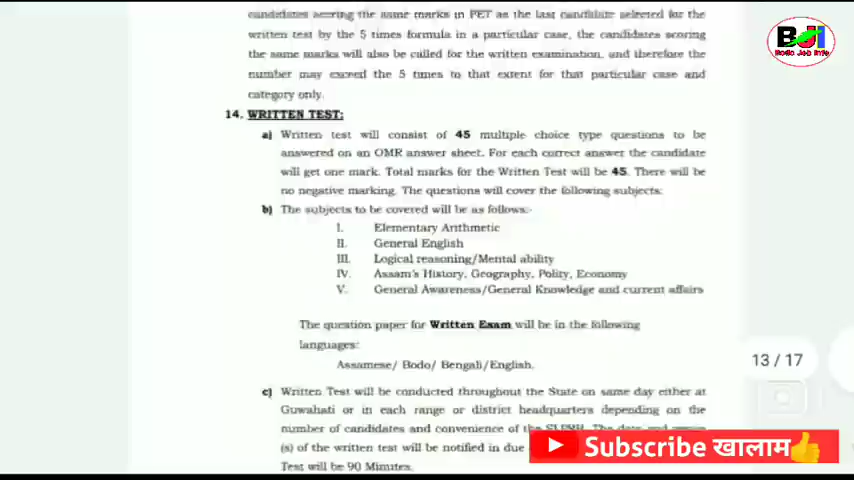 candidates scoring the same marks in PET as the last candidate selected for the
written test by the 5 times formula in a particular case, the candidates scoring
the same marks will also be called for the written examination, and therefore the
number may exceed the 5 times to that extent for that particular case and
category only.
14. WRITTEN TEST:
a) Written test will consist of 45 multiple choice type questions to be
answered on an OMR answer sheet. For each correct answer the candidate
will get one mark. Total marks for the Written Test will be 45. There will be
no negative marking. The questions will cover the following subjects:
b) The subjects to be covered will be as follows:-
I. Elementary Arithmetic
II. General English
III. Logical reasoning/Mental ability
IV. Assam's History, Geography, Polity, Economy
V. General Awareness/General Knowledge and current affairs
The question paper for Written Exam will be in the following
languages:
Assamese/ Bodo/ Bengali/English.
c) Written Test will be conducted throughout the State on same day either at
Guwahati or in each range or district headquarters depending on the
number of candidates and convenience of the SLPRB. The date and
(s) of the written test will be notified in due
Test will be 90 Minutes.
13 / 17
BJI
Bodo Job Info
Subscribe खालाम